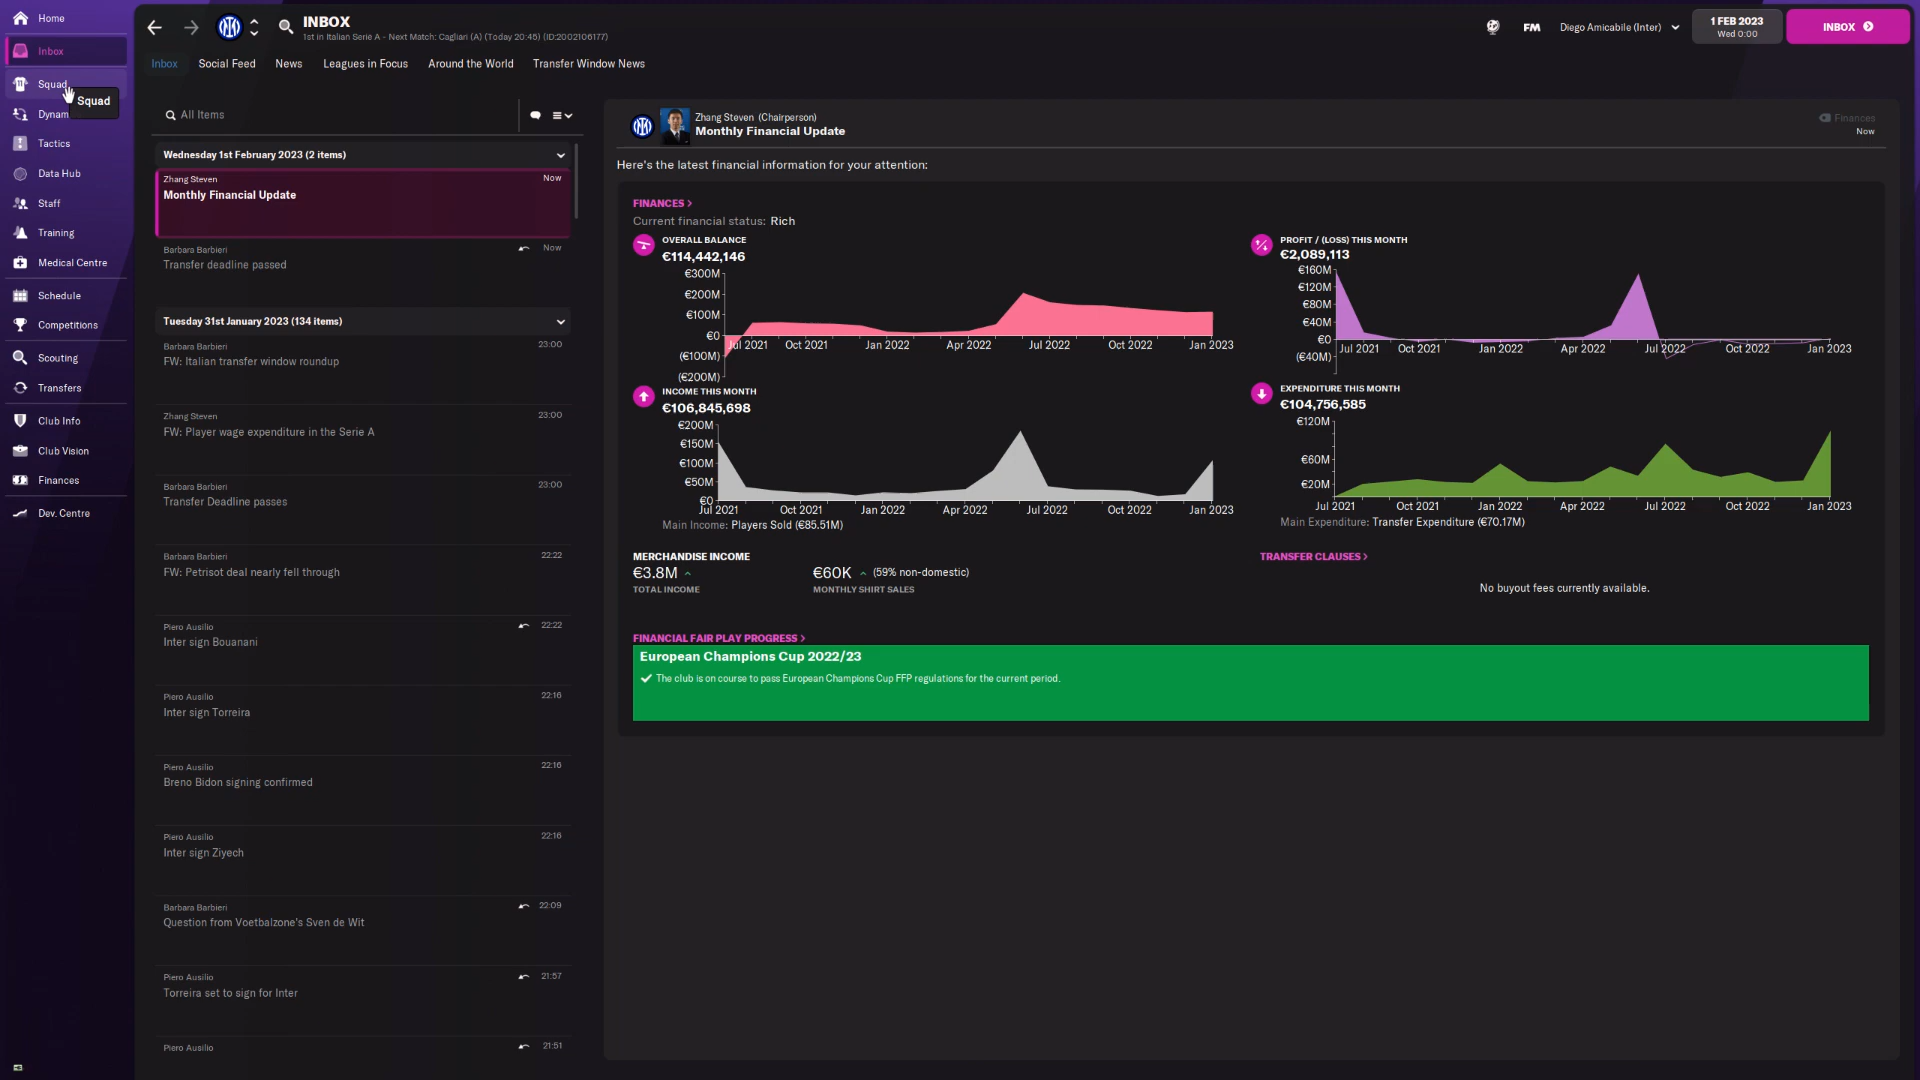 Home
Inbox
Squad
Squad
Dynam
Tactics
Data Hub
Staff
Training
Medical Centre
Schedule
Competitions
Scouting
Transfers
Club Info
Club Vision
Finances
Dev. Centre
INBOX
1st in Italian Serie A - Next Match: Cagliari (A) (Today 20:45) (ID:2002106177)
FM
Diego Amicabile (Inter)
1 FEB 2023
Wed 0:00
INBOX
Inbox
Social Feed
News
Leagues in Focus
Around the World
Transfer Window News
All Items
Wednesday 1st February 2023 (2 items)
Zhang Steven
Now
Monthly Financial Update
Barbara Barbieri
Now
Transfer deadline passed
Tuesday 31st January 2023 (134 items)
Barbara Barbieri
23:00
FW: Italian transfer window roundup
Zhang Steven
23:00
FW: Player wage expenditure in the Serie A
Barbara Barbieri
23:00
Transfer Deadline passes
Barbara Barbieri
22:22
FW: Petrisot deal nearly fell through
Piero Ausilio
22:22
Inter sign Bouanani
Piero Ausilio
22:16
Inter sign Torreira
Piero Ausilio
22:16
Breno Bidon signing confirmed
Piero Ausilio
22:16
Inter sign Ziyech
Barbara Barbieri
22:09
Question from Voetbalzone's Sven de Wit
Piero Ausilio
21:57
Torreira set to sign for Inter
Piero Ausilio
21:51
Zhang Steven (Chairperson)
Monthly Financial Update
Finances
Now
Here's the latest financial information for your attention:
FINANCES >
Current financial status: Rich
OVERALL BALANCE
€114,442,146
€300M
€200M
€100M
€0
(€100M)
(€200M)
Jul 2021
Oct 2021
Jan 2022
Apr 2022
Jul 2022
Oct 2022
Jan 2023
PROFIT / (LOSS) THIS MONTH
€2,089,113
€160M
€120M
€80M
€40M
€0
(€40M)
Jul 2021
Oct 2021
Jan 2022
Apr 2022
Jul 2022
Oct 2022
Jan 2023
INCOME THIS MONTH
€106,845,698
€200M
€150M
€100M
€50M
€0
Jul 2021
Oct 2021
Jan 2022
Apr 2022
Jul 2022
Oct 2022
Jan 2023
Main Income: Players Sold (€85.51M)
EXPENDITURE THIS MONTH
€104,756,585
€120M
€60M
€20M
Jul 2021
Oct 2021
Jan 2022
Apr 2022
Jul 2022
Oct 2022
Jan 2023
Main Expenditure: Transfer Expenditure (€70.17M)
MERCHANDISE INCOME
€3.8M
TOTAL INCOME
€60K (59% non-domestic)
MONTHLY SHIRT SALES
TRANSFER CLAUSES >
No buyout fees currently available.
FINANCIAL FAIR PLAY PROGRESS >
European Champions Cup 2022/23
The club is on course to pass European Champions Cup FFP regulations for the current period.